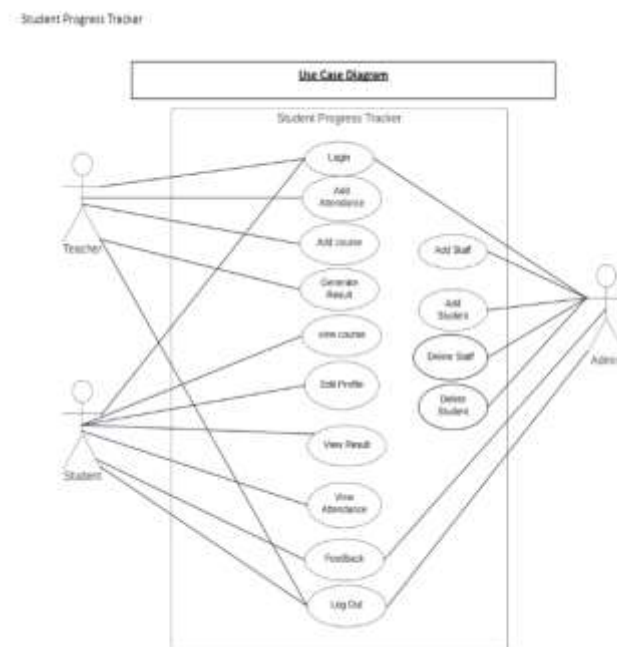 Student Progress Tracker
Use Case Diagram
Student Progress Tracker
Login
Add
Attendance
Teacher
Add course
Add Staff
Generate
Result
Add
Student
view course
Delete Staff
Admin
Edit Profile
Delete
Student
View Result
Student
View
Attendance
Feedback
Log Out